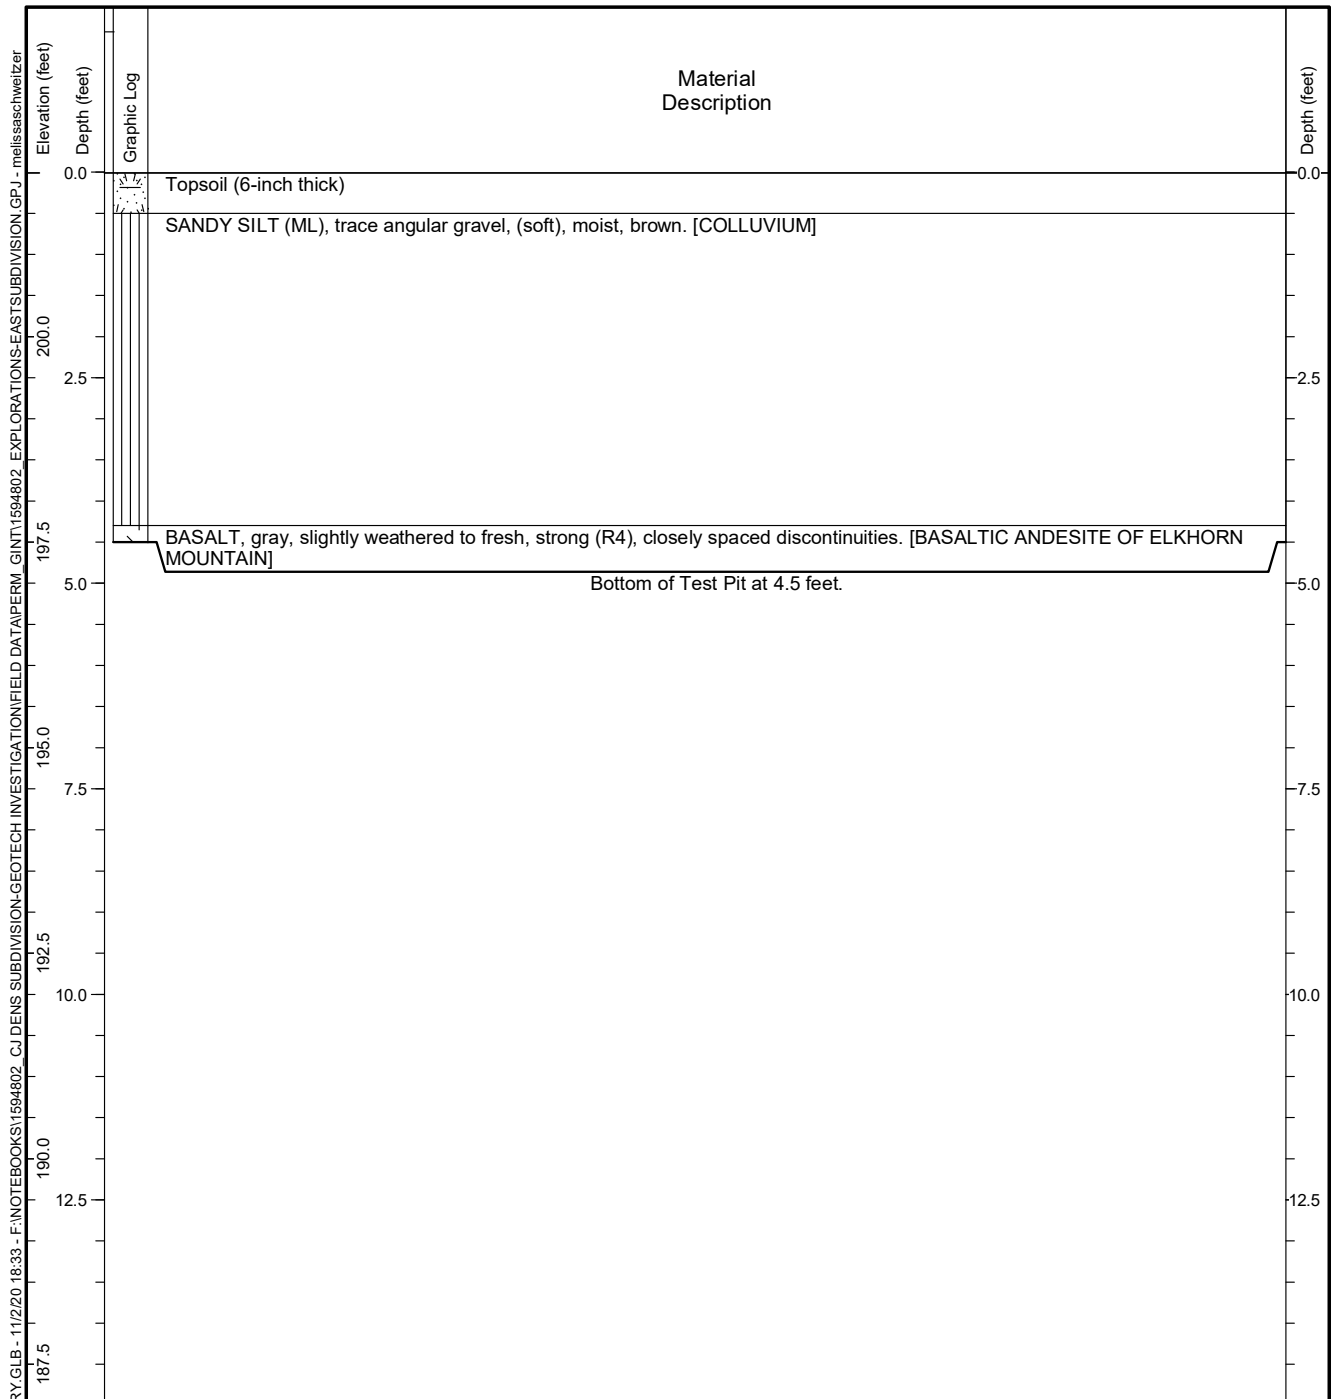 RY.GLB - 11/2/20 18:33 - F:\NOTEBOOKS\1594802_CJ DENS SUBDIVISION-GEOTECH INVESTIGATION\FIELD DATA\PERM_GINT\1594802_EXPLORATIONS-EASTSUBDIVISION.GPJ - melissaschweitzer
Elevation (feet)
Depth (feet)
Graphic Log
Material
Description
Depth (feet)
0.0
Topsoil (6-inch thick)
0.0
SANDY SILT (ML), trace angular gravel, (soft), moist, brown. [COLLUVIUM]
200.0
2.5
2.5
197.5
BASALT, gray, slightly weathered to fresh, strong (R4), closely spaced discontinuities. [BASALTIC ANDESITE OF ELKHORN
MOUNTAIN]
5.0
Bottom of Test Pit at 4.5 feet.
5.0
195.0
7.5
7.5
192.5
10.0
10.0
190.0
12.5
12.5
187.5